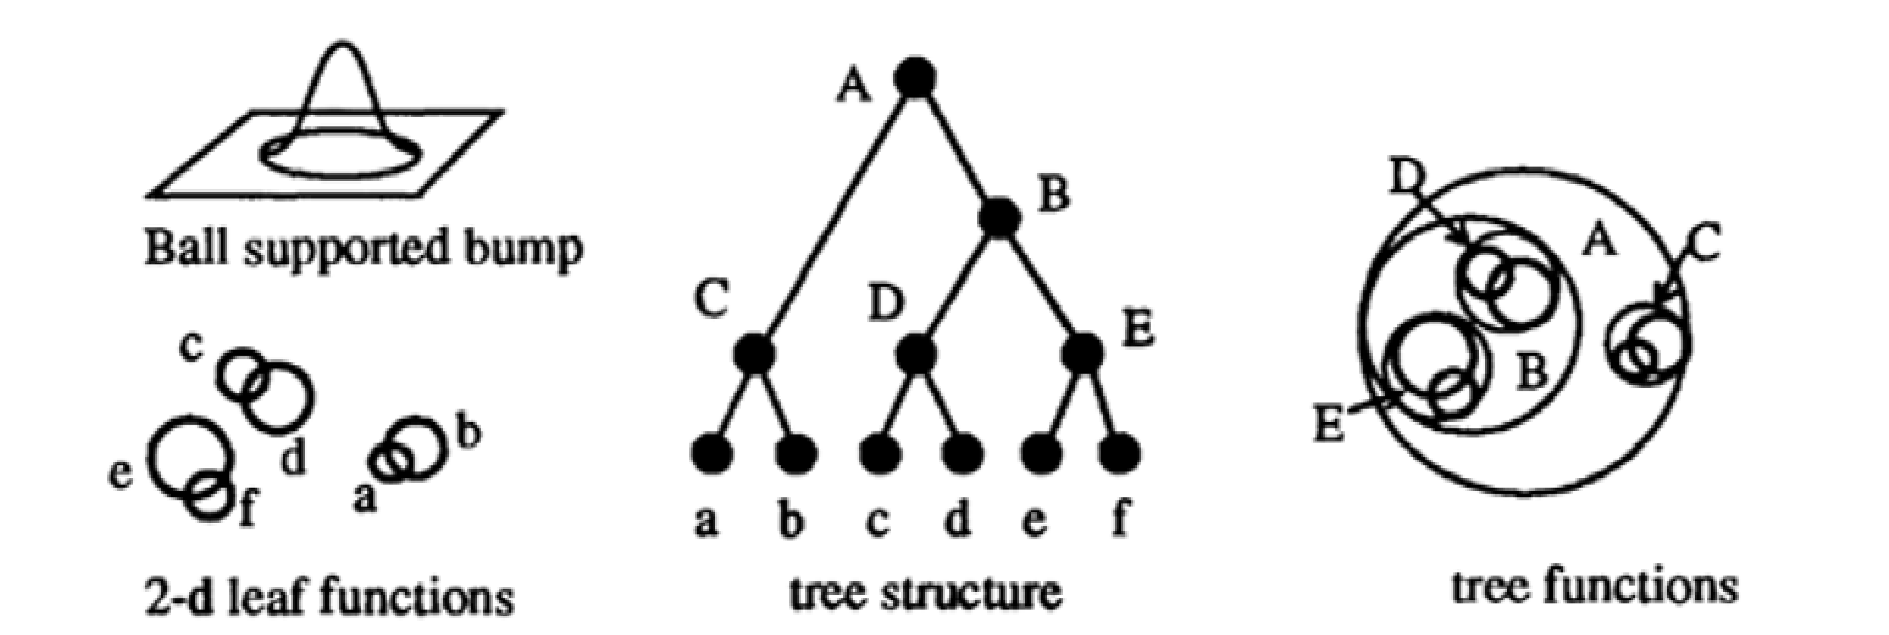 Ball supported bump
c
d
b
e
a
f
2-d leaf functions
A
B
C
D
E
a b c d e f
tree structure
D
A
C
B
E
tree functions